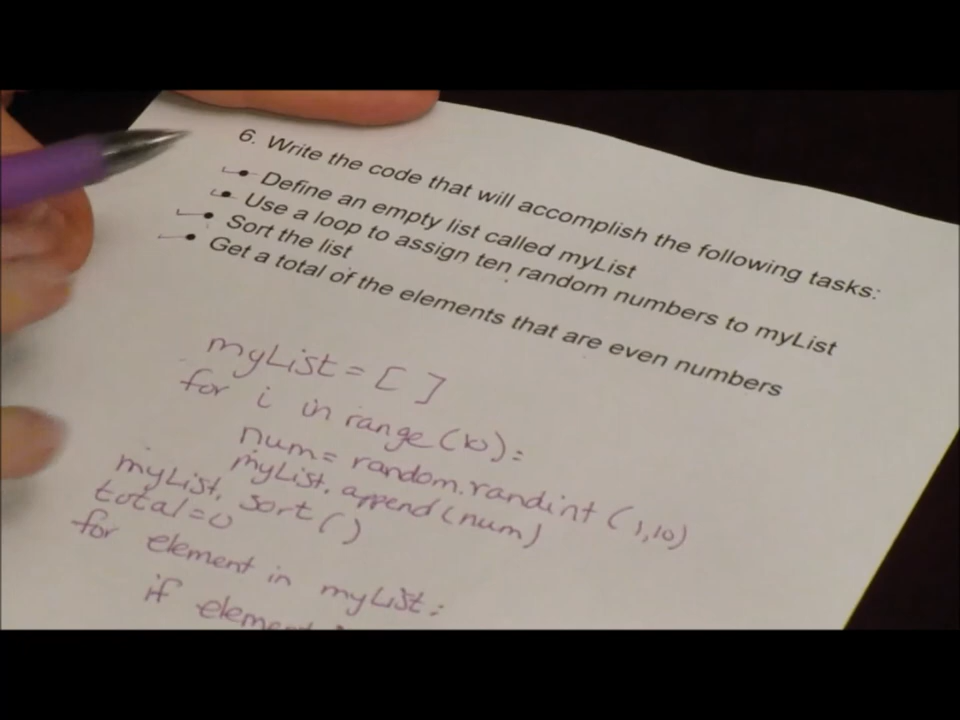 6. Write the code that will accomplish the following tasks:
• Define an empty list called myList
• Use a loop to assign ten random numbers to myList
• Sort the list
• Get a total of the elements that are even numbers
myList = [ ]
for i in range (10):
num = random.randint (1,10)
myList.append (num)
myList. sort ( )
total = 0
for element in myList:
if element